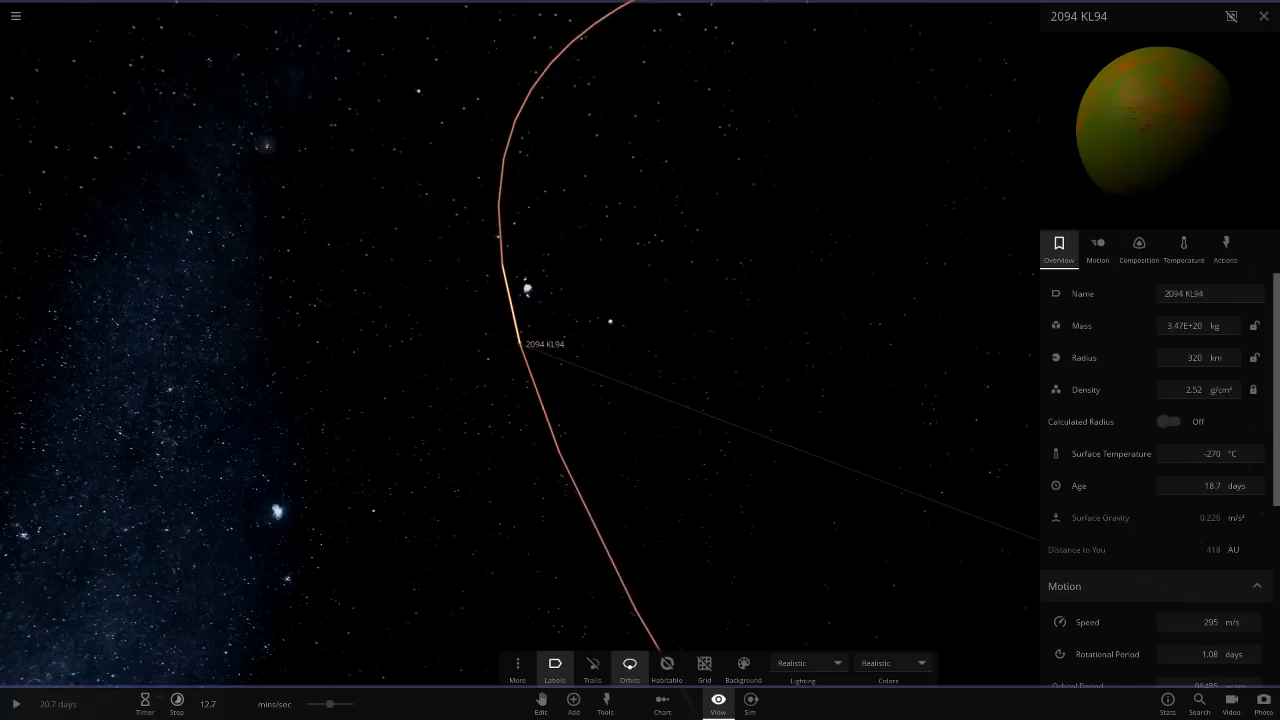 2094 KL94
Overview
Motion
Composition
Temperature
Actions
Name
2094 KL94
Mass
3.47E+20 kg
Radius
320 km
Density
2.52 g/cm³
Calculated Radius
Off
Surface Temperature
-270 °C
Age
18.7 days
Surface Gravity
0.226 m/s²
Distance to You
418 AU
Motion
Speed
295 m/s
Rotational Period
1.08 days
2094 KL94
More
Labels
Trails
Orbits
Habitable
Grid
Background
Realistic
Lighting
Realistic
Colors
20.7 days
Timer
Step
12.7 mins/sec
Edit
Add
Tools
Chart
View
Sim
Stats
Search
Video
Photo